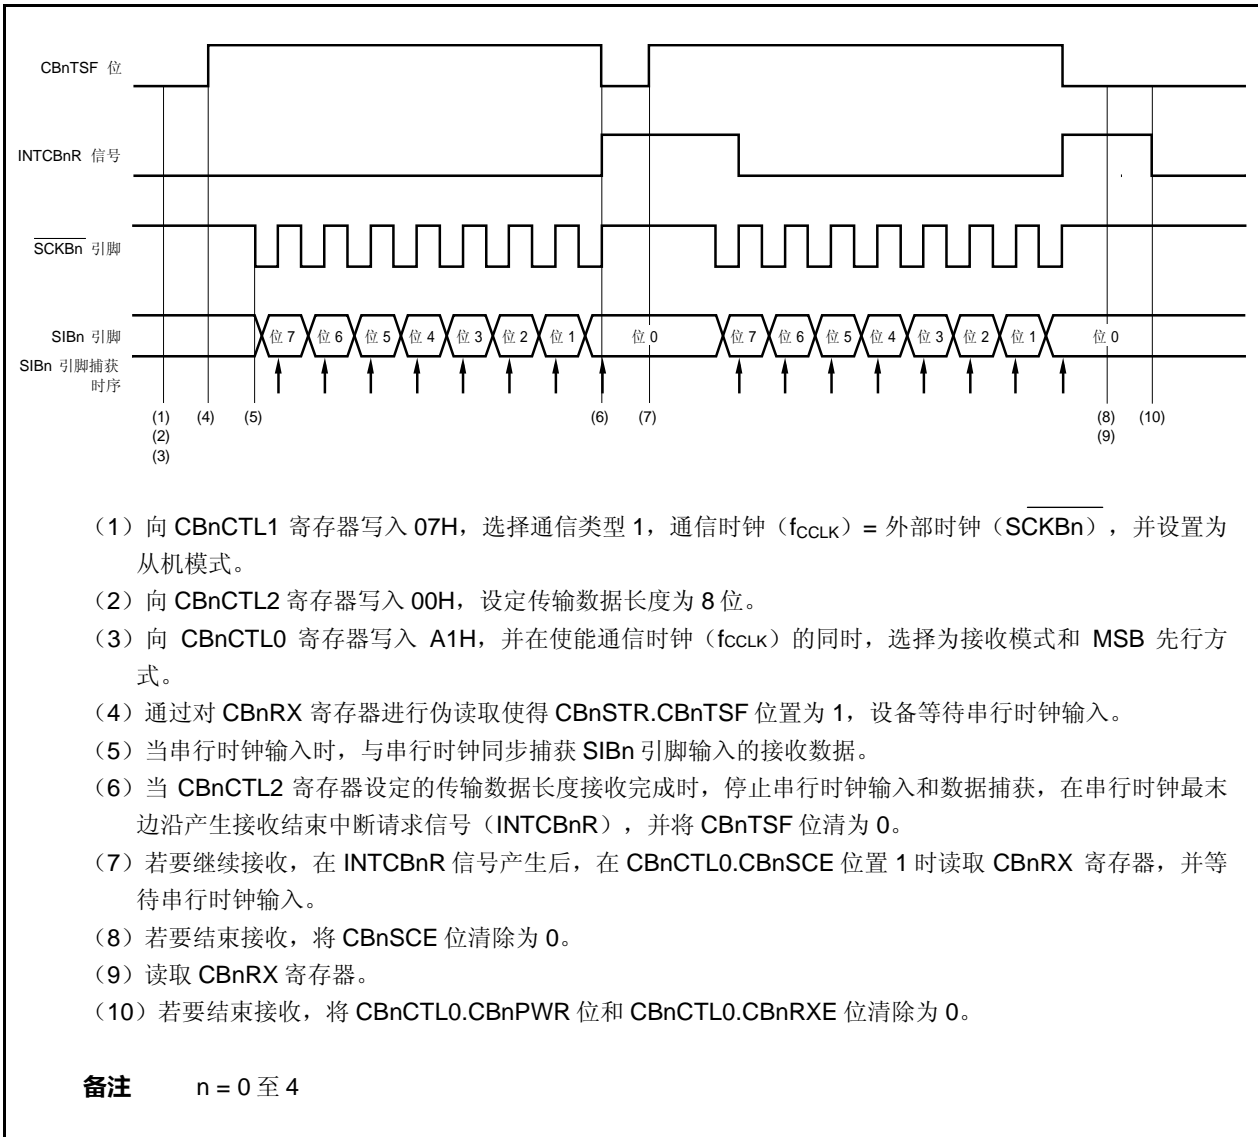 CBnTSF 位
INTCBnR 信号
SCKBn 引脚
SIBn 引脚
位 7 位 6 位 5 位 4 位 3 位 2 位 1 位 0 位 7 位 6 位 5 位 4 位 3 位 2 位 1 位 0
SIBn 引脚捕获
时序
(1) (4) (5) (6) (7) (8) (10)
(2) (9)
(3)
（1）向 CBnCTL1 寄存器写入 07H，选择通信类型 1，通信时钟（fCCLK）= 外部时钟（SCKBn），并设置为
从机模式。
（2）向 CBnCTL2 寄存器写入 00H，设定传输数据长度为 8 位。
（3）向 CBnCTL0 寄存器写入 A1H，并在使能通信时钟（fCCLK）的同时，选择为接收模式和 MSB 先行方
式。
（4）通过对 CBnRX 寄存器进行伪读取使得 CBnSTR.CBnTSF 位置为 1，设备等待串行时钟输入。
（5）当串行时钟输入时，与串行时钟同步捕获 SIBn 引脚输入的接收数据。
（6）当 CBnCTL2 寄存器设定的传输数据长度接收完成时，停止串行时钟输入和数据捕获，在串行时钟最末
边沿产生接收结束中断请求信号（INTCBnR），并将 CBnTSF 位清为 0。
（7）若要继续接收，在 INTCBnR 信号产生后，在 CBnCTL0.CBnSCE 位置 1 时读取 CBnRX 寄存器，并等
待串行时钟输入。
（8）若要结束接收，将 CBnSCE 位清除为 0。
（9）读取 CBnRX 寄存器。
（10）若要结束接收，将 CBnCTL0.CBnPWR 位和 CBnCTL0.CBnRXE 位清除为 0。
备注 n = 0 至 4